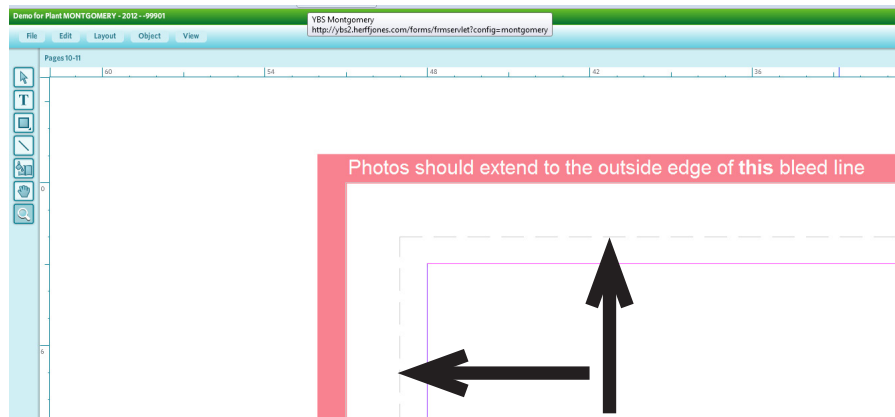 Demo for Plant MONTGOMERY - 2012 - -99901
YBS Montgomery
http://ybs2.herffjones.com/forms/frmservlet?config=montgomery
File Edit Layout Object View
Pages 10-11
60 54 48 42 36
T
Photos should extend to the outside edge of this bleed line
0
6